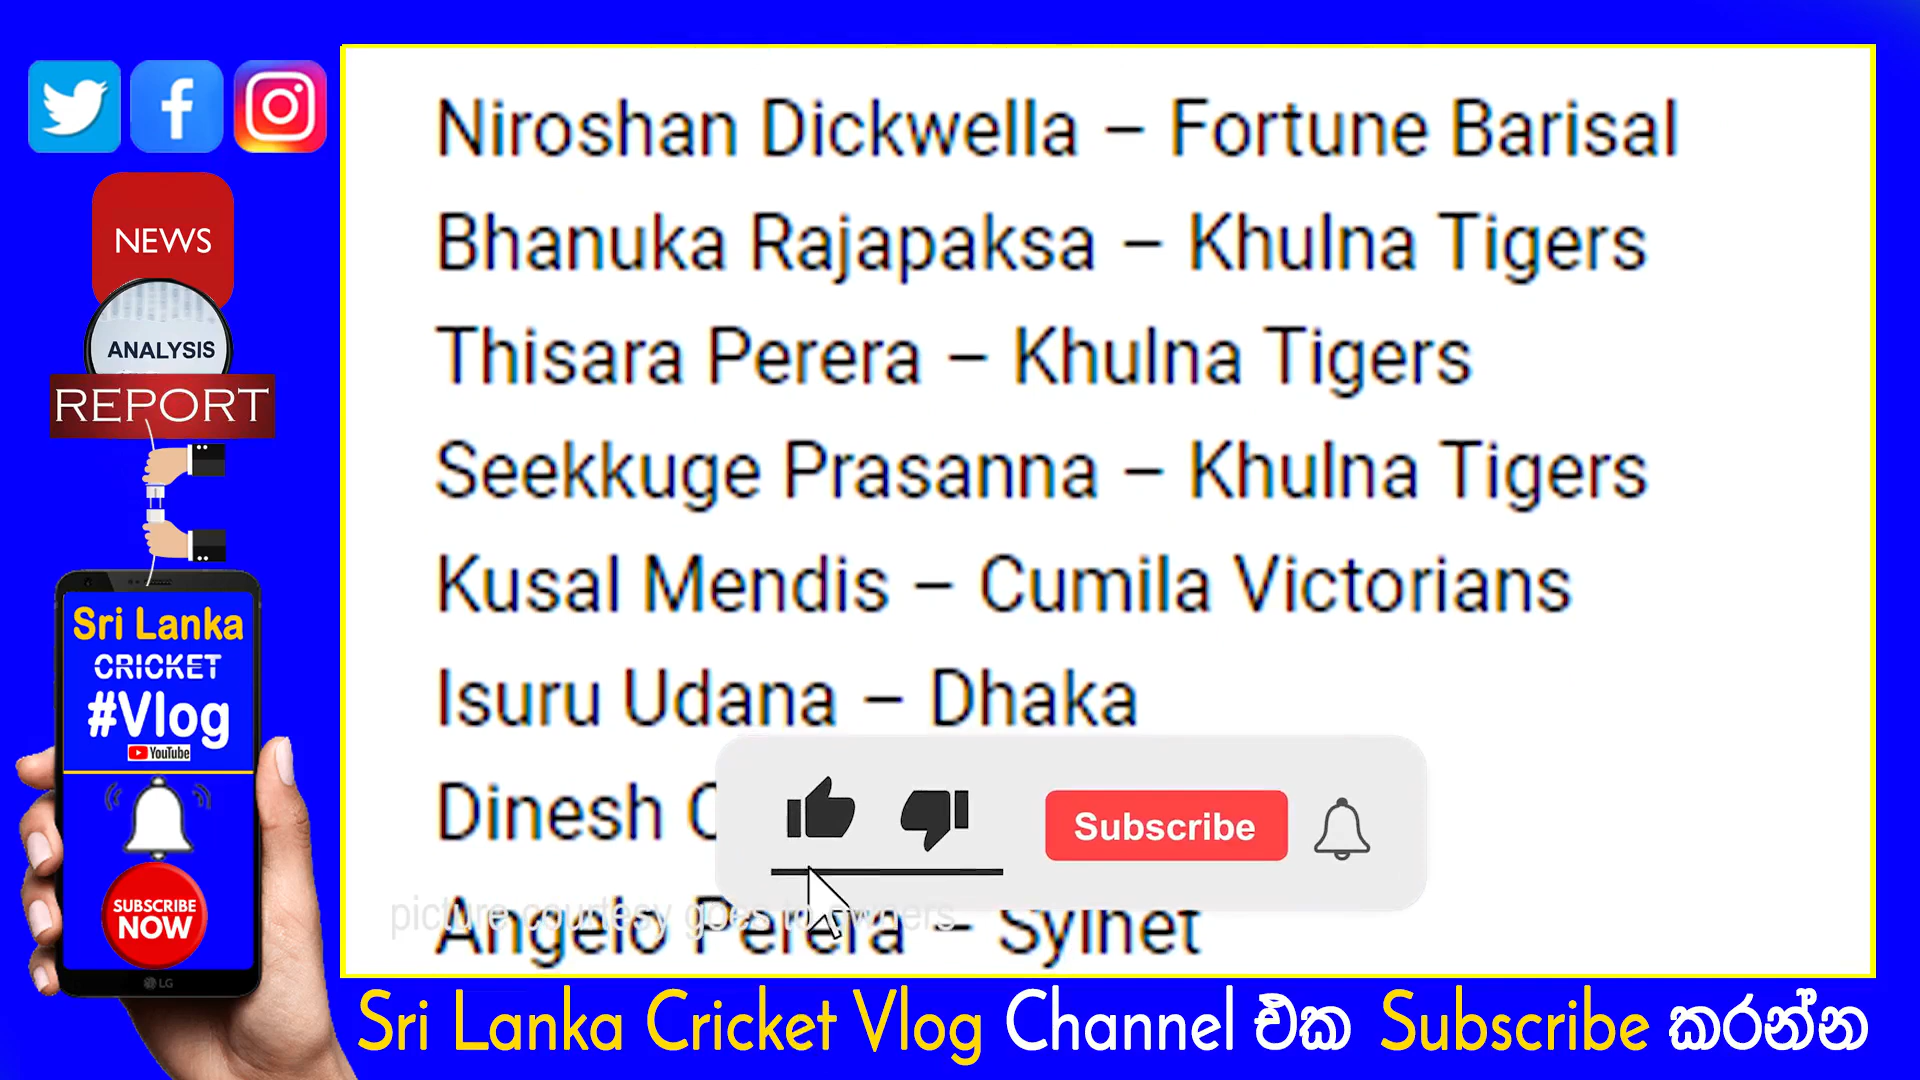 Niroshan Dickwella – Fortune Barisal
Bhanuka Rajapaksa – Khulna Tigers
Thisara Perera – Khulna Tigers
Seekkuge Prasanna – Khulna Tigers
Kusal Mendis – Cumila Victorians
Isuru Udana – Dhaka
Dinesh
Angelo Perera – Sylhet
picture courtesy goes to owners
Subscribe
NEWS
ANALYSIS
REPORT
Sri Lanka
CRICKET
#Vlog
YouTube
SUBSCRIBE
NOW
LG
Sri Lanka Cricket Vlog Channel එක Subscribe කරන්න